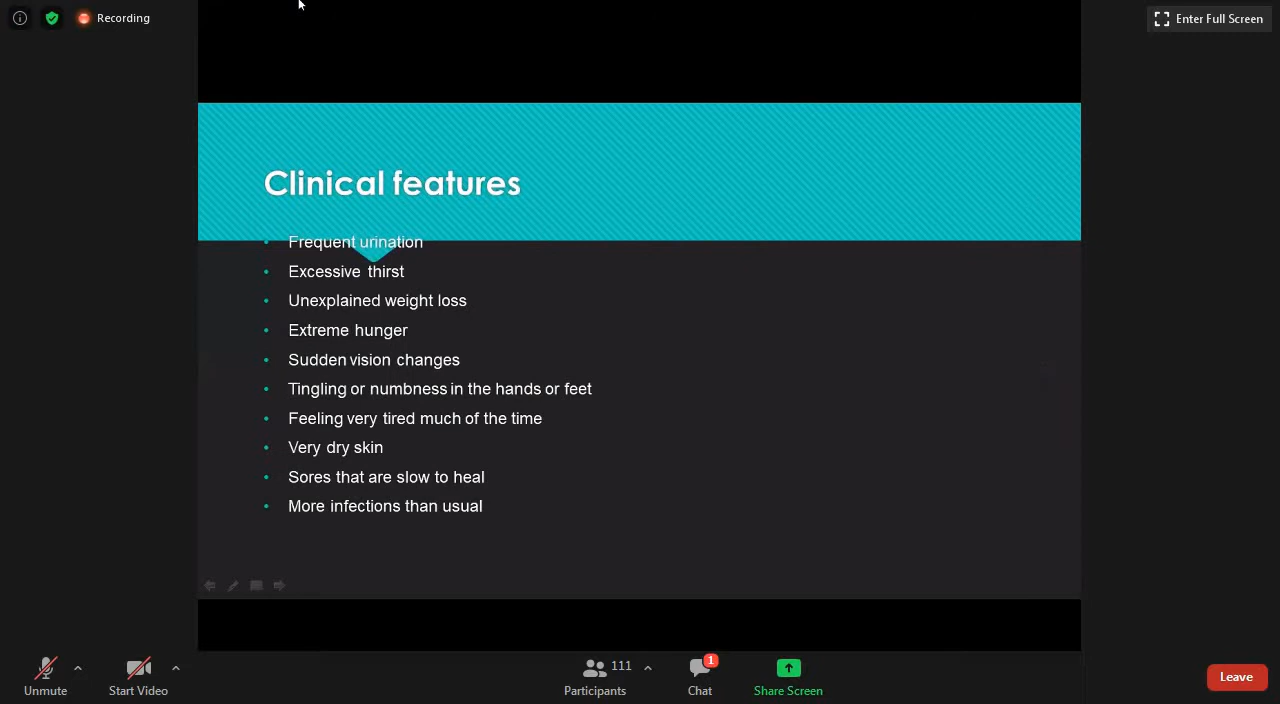 Recording
Enter Full Screen
Clinical features
• Frequent urination
• Excessive thirst
• Unexplained weight loss
• Extreme hunger
• Sudden vision changes
• Tingling or numbness in the hands or feet
• Feeling very tired much of the time
• Very dry skin
• Sores that are slow to heal
• More infections than usual
111
1
Unmute
Start Video
Participants
Chat
Share Screen
Leave